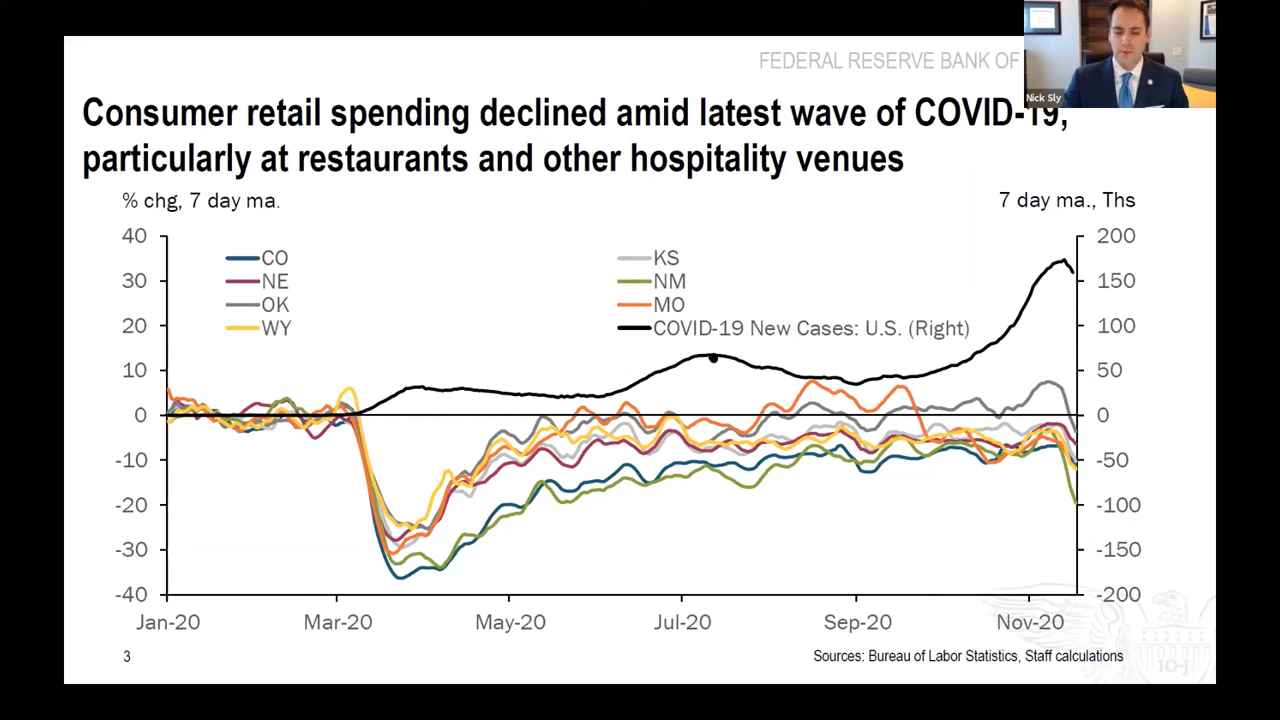 FEDERAL RESERVE BANK OF
Nick Sly
Consumer retail spending declined amid latest wave of COVID-19,
particularly at restaurants and other hospitality venues
% chg, 7 day ma.
7 day ma., Ths
40
30
20
10
0
-10
-20
-30
-40
200
150
100
50
0
-50
-100
-150
-200
CO
NE
OK
WY
KS
NM
MO
COVID-19 New Cases: U.S. (Right)
Jan-20
Mar-20
May-20
Jul-20
Sep-20
Nov-20
3
Sources: Bureau of Labor Statistics, Staff calculations
10-J